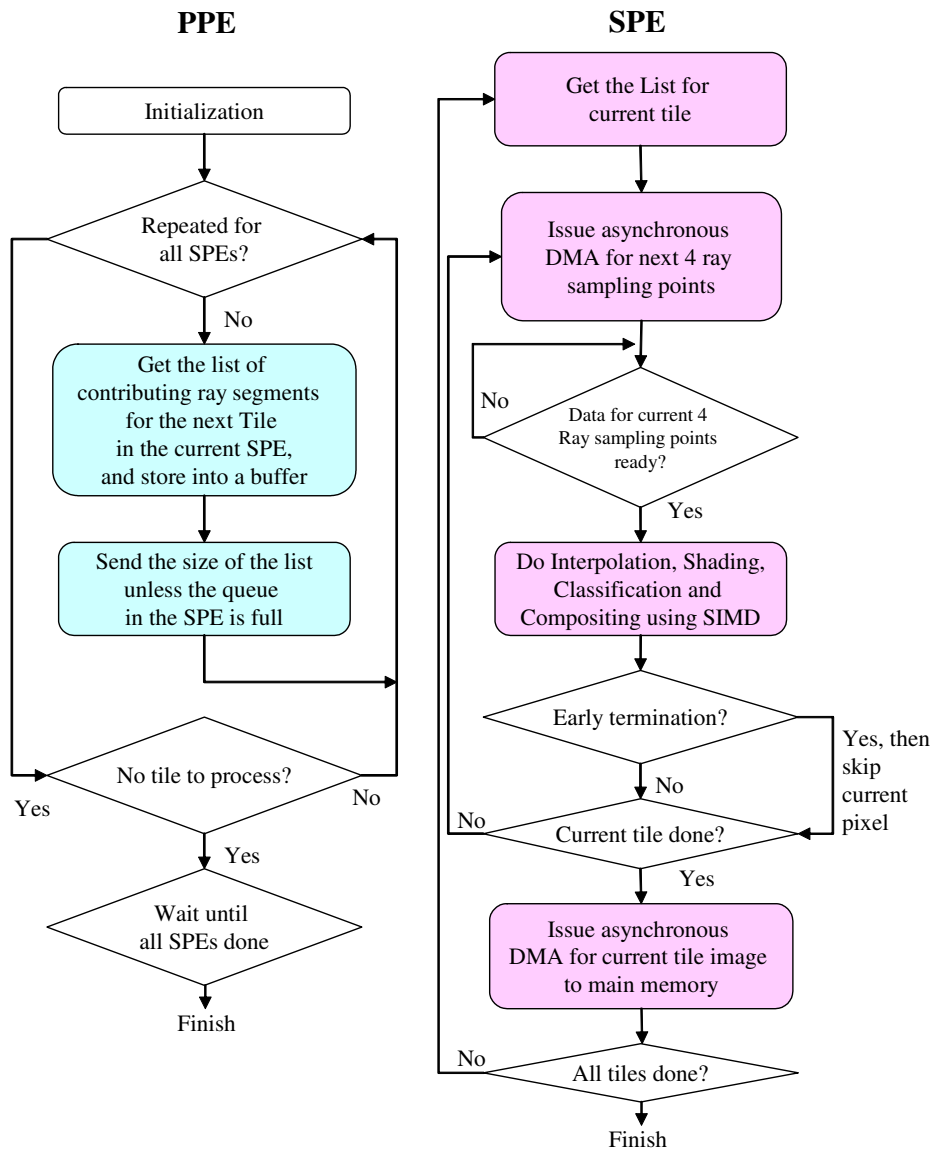 PPE
Initialization
Repeated for
all SPEs?
No
Get the list of
contributing ray segments
for the next Tile
in the current SPE,
and store into a buffer
Send the size of the list
unless the queue
in the SPE is full
No tile to process?
Yes
No
Yes
Wait until
all SPEs done
Finish
SPE
Get the List for
current tile
Issue asynchronous
DMA for next 4 ray
sampling points
No
Data for current 4
Ray sampling points
ready?
Yes
Do Interpolation, Shading,
Classification and
Compositing using SIMD
Early termination?
Yes, then
skip
current
pixel
No
No
Current tile done?
Yes
Issue asynchronous
DMA for current tile image
to main memory
No
All tiles done?
Finish